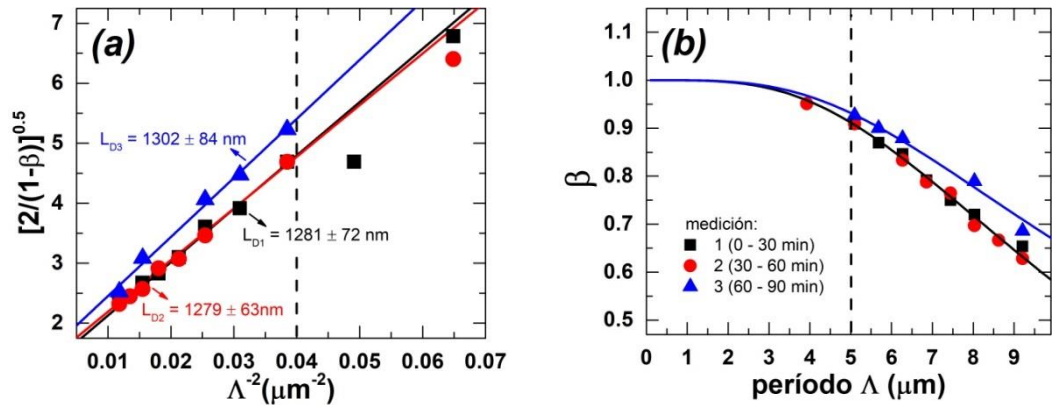 (a)
[2/(1-β)]^0.5
7
6
5
4
3
2
L_D3 = 1302 ± 84 nm
L_D1 = 1281 ± 72 nm
L_D2 = 1279 ± 63nm
0.01 0.02 0.03 0.04 0.05 0.06 0.07
Λ^-2(μm^-2)
(b)
β
1.1
1.0
0.9
0.8
0.7
0.6
0.5
medición:
1 (0 - 30 min)
2 (30 - 60 min)
3 (60 - 90 min)
0 1 2 3 4 5 6 7 8 9
período Λ (μm)